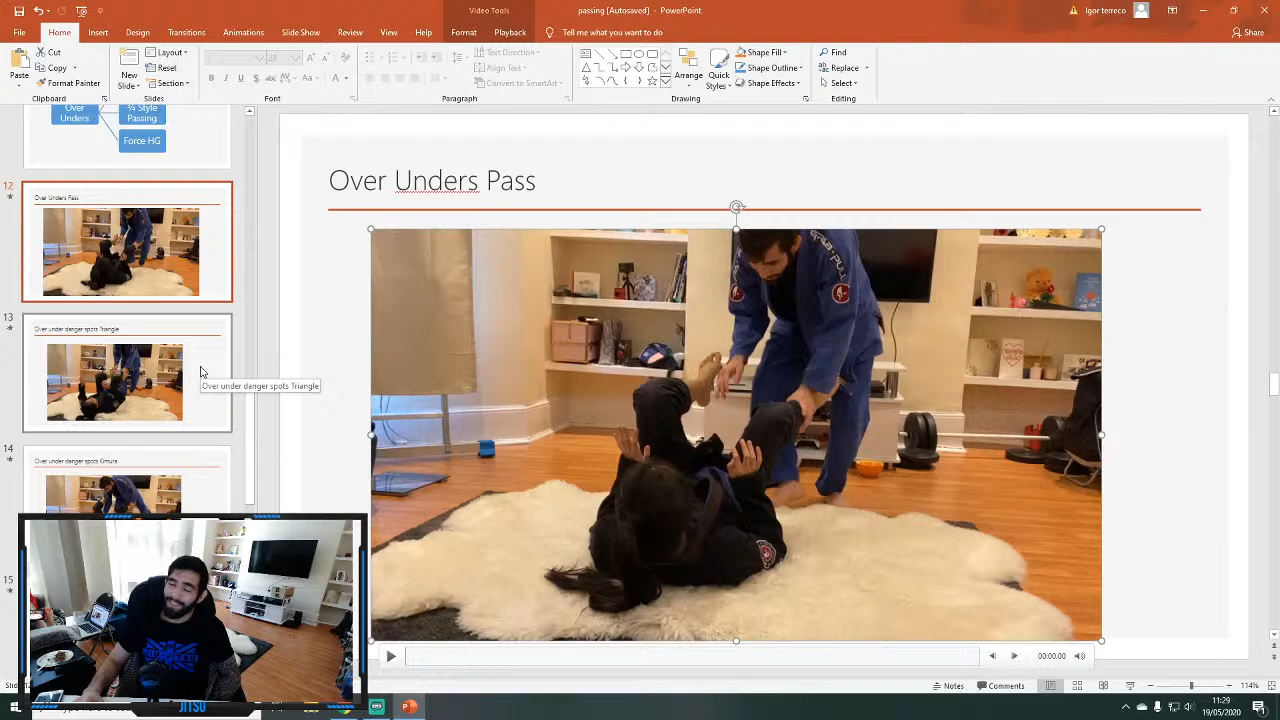 Video Tools
passing [Autosaved] - PowerPoint
Igor terreco
File
Home
Insert
Design
Transitions
Animations
Slide Show
Review
View
Help
Format
Playback
Tell me what you want to do
Share
Paste
Cut
Copy
Format Painter
Clipboard
New
Slide
Layout
Reset
Section
Slides
28
Font
Text Direction
Align Text
Convert to SmartArt
Paragraph
Arrange
Quick
Styles
Shape Fill
Shape Outline
Shape Effects
Drawing
Find
Replace
Select
Editing
Over
Unders
¾ Style
Passing
Force HG
12
Over Unders Pass
13
Over under danger spots Triangle
Over under danger spots Triangle
14
Over under danger spots Kimura
15
Over Unders Pass
00:00.00
JITSU
Notes
Comments
114%
11:29
19/05/2020